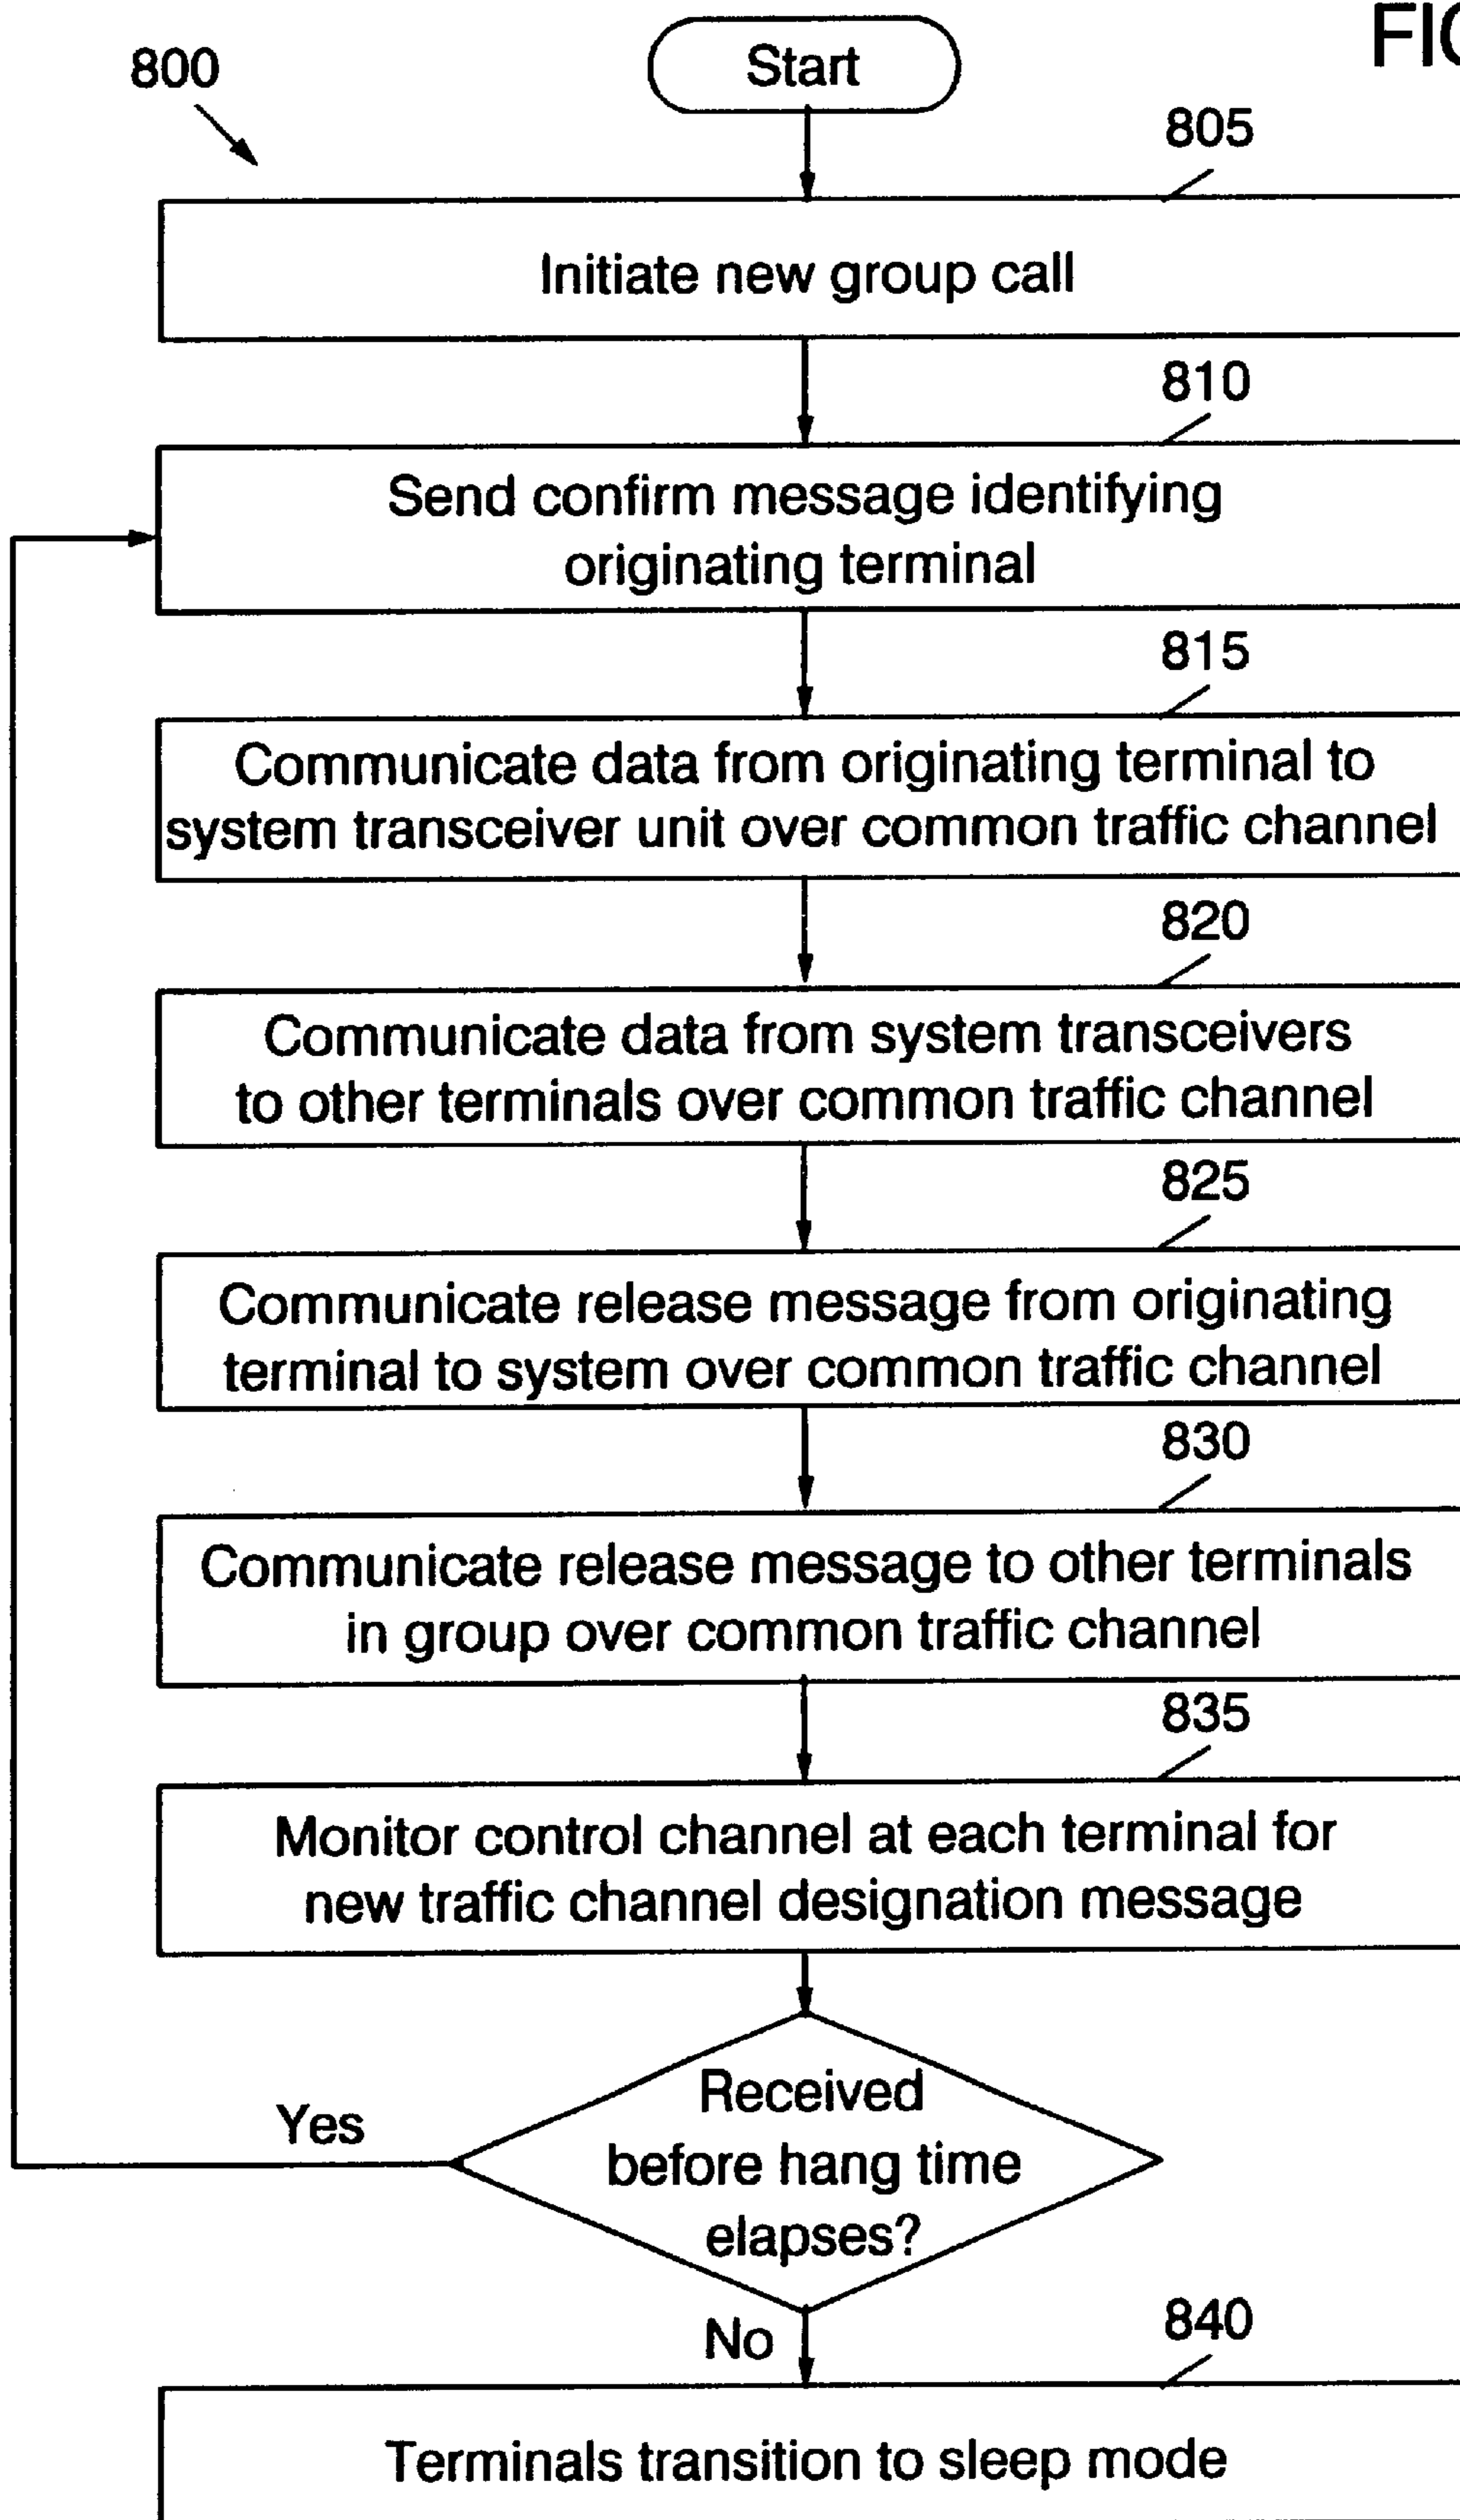 FIG
800
Start
805
Initiate new group call
810
Send confirm message identifying
originating terminal
815
Communicate data from originating terminal to
system transceiver unit over common traffic channel
820
Communicate data from system transceivers
to other terminals over common traffic channel
825
Communicate release message from originating
terminal to system over common traffic channel
830
Communicate release message to other terminals
in group over common traffic channel
835
Monitor control channel at each terminal for
new traffic channel designation message
Received
before hang time
elapses?
Yes
No
840
Terminals transition to sleep mode